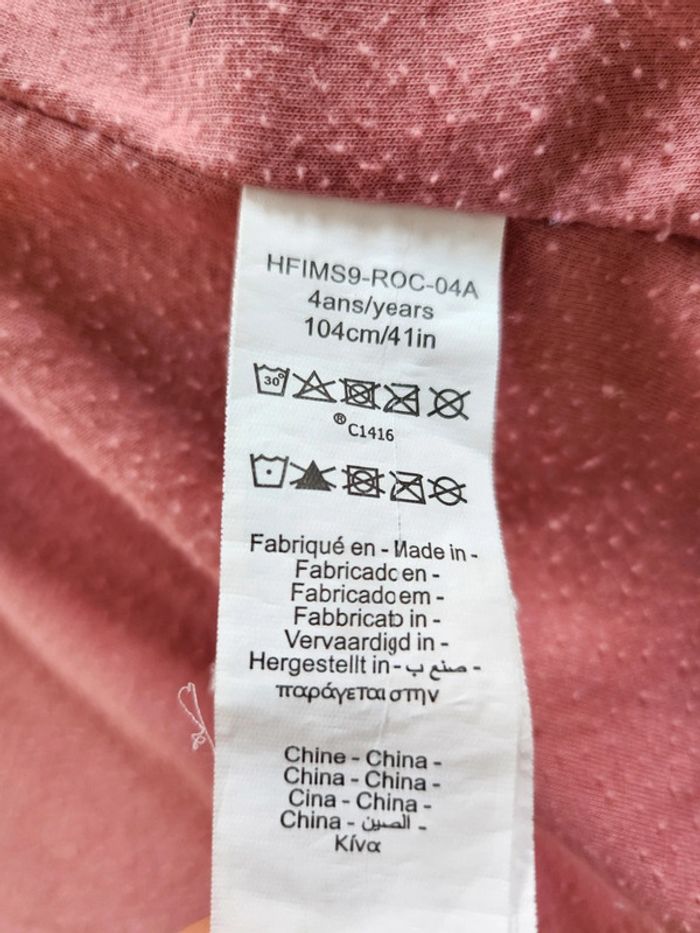 HFIMS9-ROC-04A
4ans/years
104cm/41in
30°
® C1416
Fabriqué en - Made in -
Fabricado en -
Fabricado em -
Fabbricato in -
Vervaardigd in -
Hergestellt in - صنع ب -
παράγεται στην
Chine - China -
China - China -
Cina - China -
China - الصين -
Κίνα